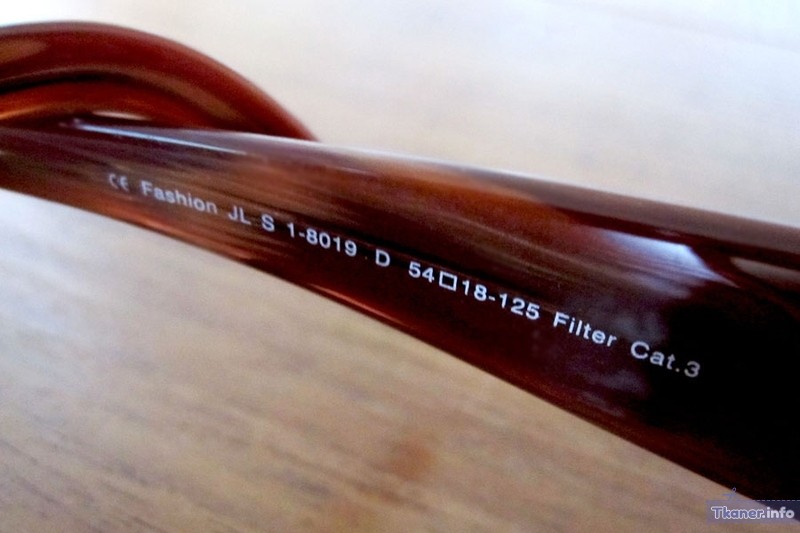 CE Fashion JL S 1-8019 D 54□18-125 Filter Cat.3
Tkaner.info